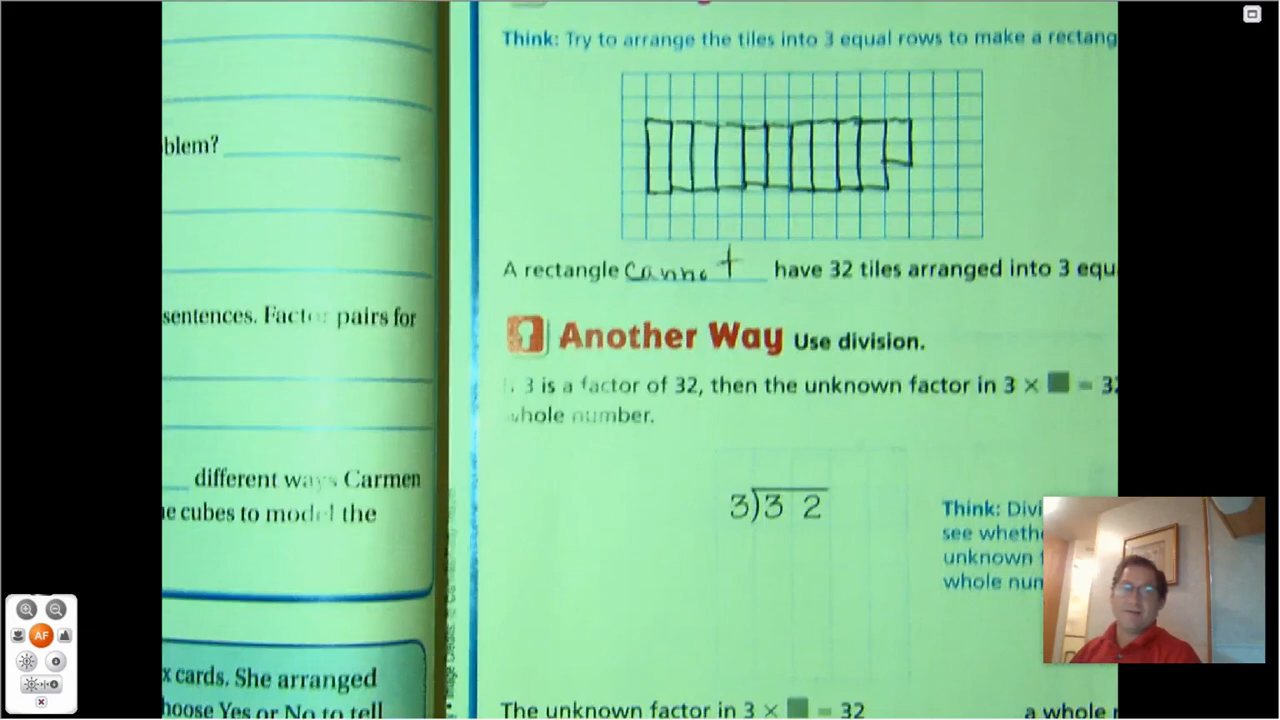 blem?
sentences. Factor pairs for
different ways Carmen
e cubes to model the
x cards. She arranged
hoose Yes or No to tell
Think: Try to arrange the tiles into 3 equal rows to make a rectang
A rectangle cannot have 32 tiles arranged into 3 equ
Another Way Use division.
3 is a factor of 32, then the unknown factor in 3 × ■ = 32
whole number.
3)3 2
Think: Divi
see wheth
unknown
whole num
The unknown factor in 3 × ■ = 32 a whole
AF